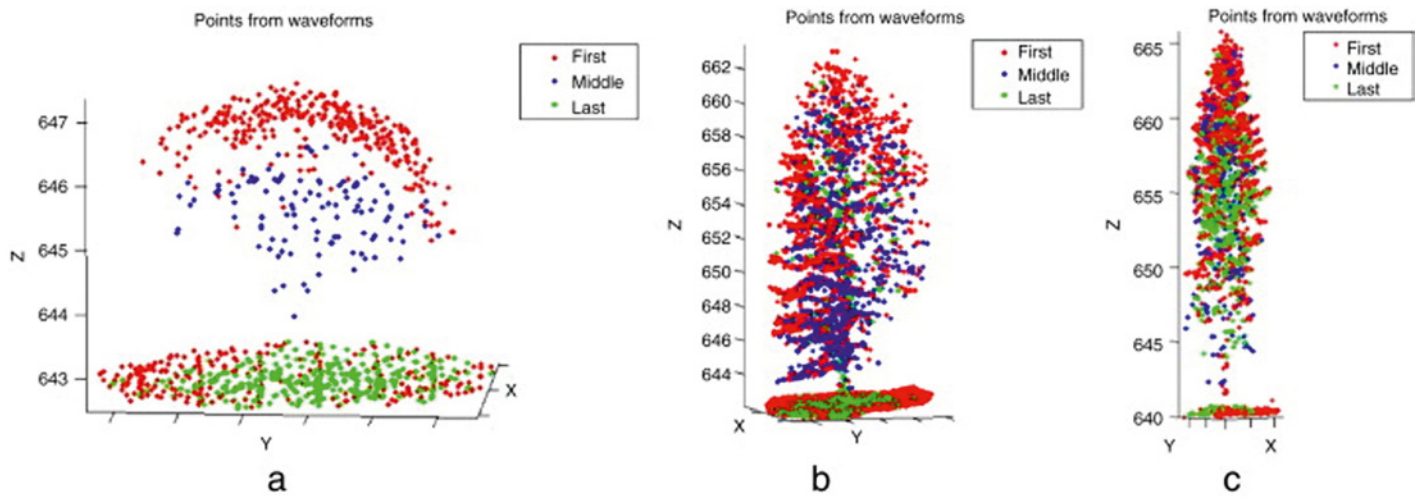 Points from waveforms
First
Middle
Last
647
646
645
644
643
Z
Y
X
a
Points from waveforms
First
Middle
Last
662
660
658
656
654
652
650
648
646
644
Z
X
Y
b
Points from waveforms
First
Middle
Last
665
660
655
650
645
640
Z
Y
X
c